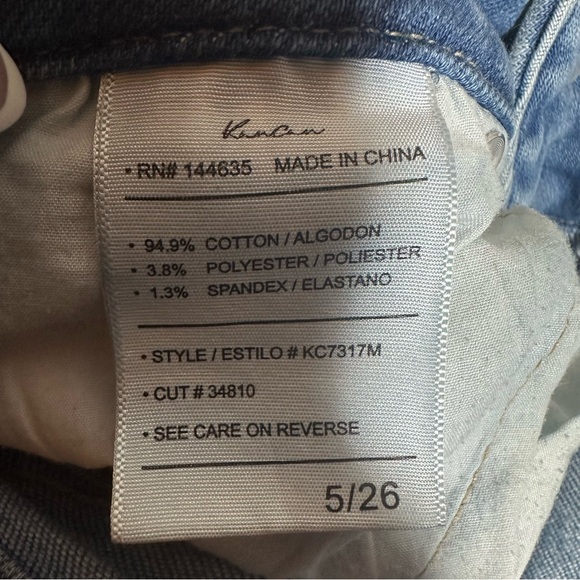 KanCan
• RN# 144635 MADE IN CHINA
• 94.9% COTTON / ALGODON
• 3.8% POLYESTER / POLIESTER
• 1.3% SPANDEX / ELASTANO
• STYLE / ESTILO # KC7317M
• CUT # 34810
• SEE CARE ON REVERSE
5/26